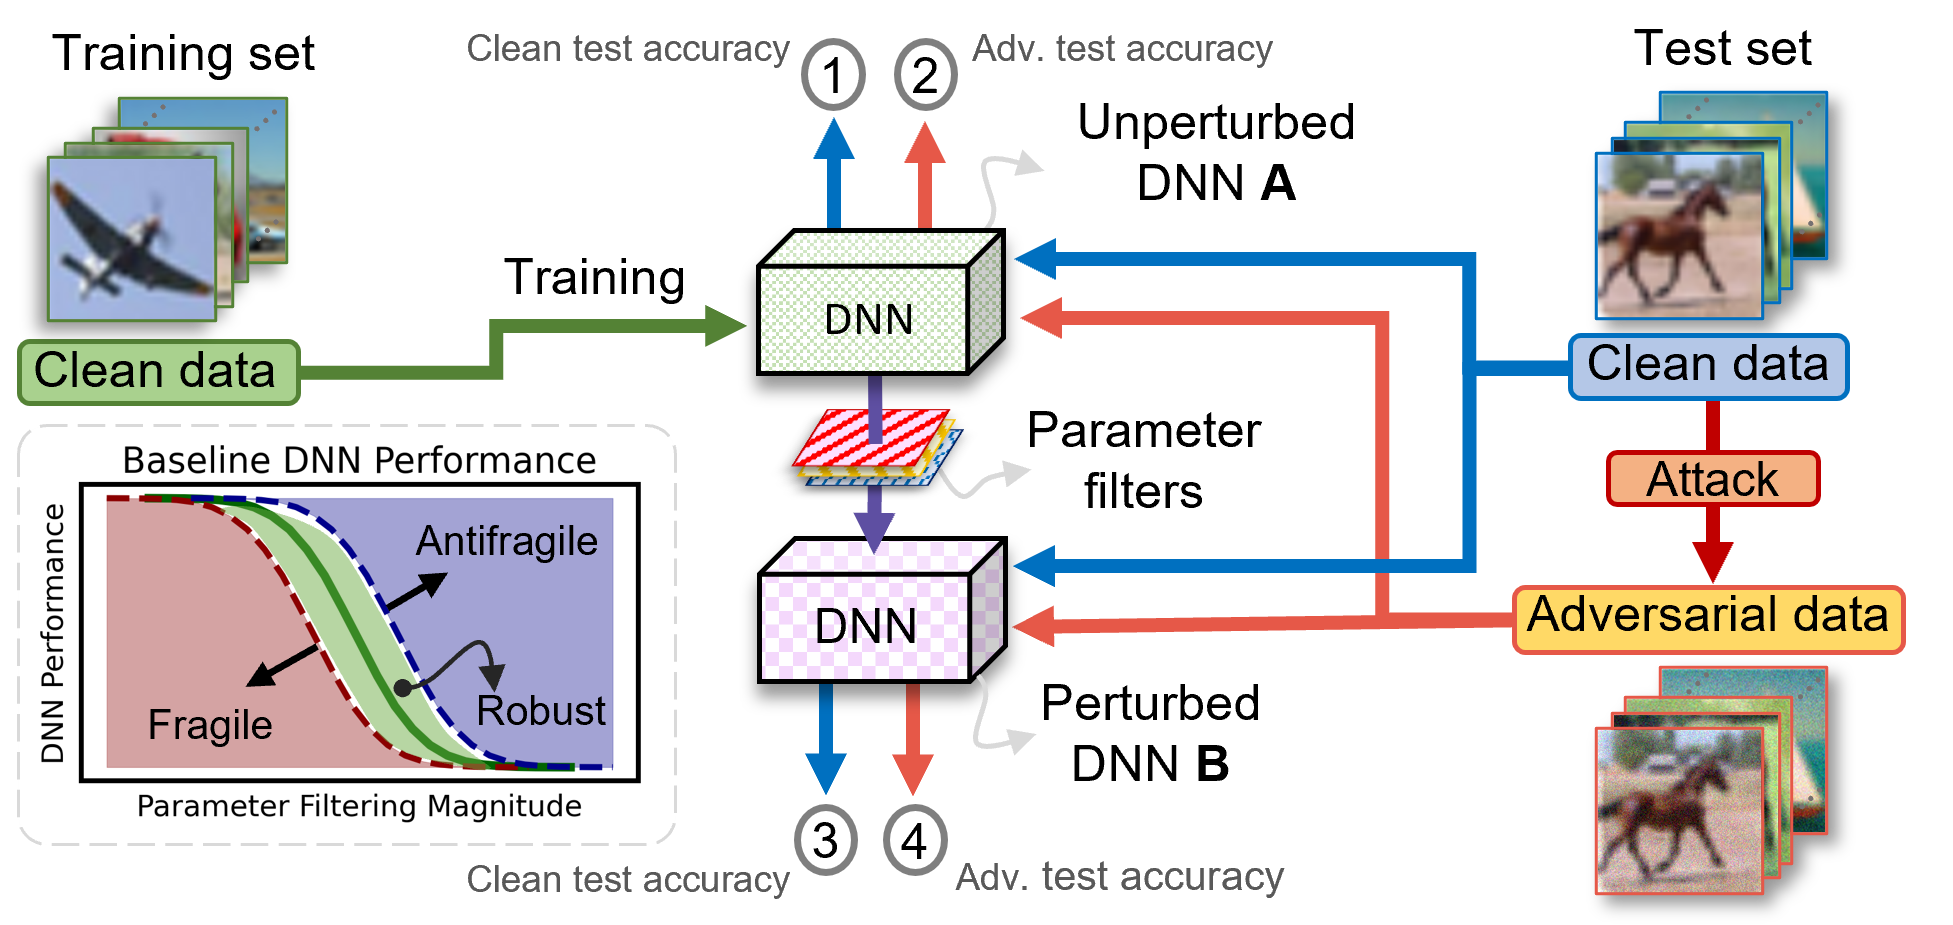 Training set
Clean data
Training
Clean test accuracy
1
2
Adv. test accuracy
Unperturbed
DNN A
DNN
Parameter
filters
DNN
Perturbed
DNN B
3
4
Clean test accuracy
Adv. test accuracy
Test set
Clean data
Attack
Adversarial data
Baseline DNN Performance
DNN Performance
Antifragile
Fragile
Robust
Parameter Filtering Magnitude